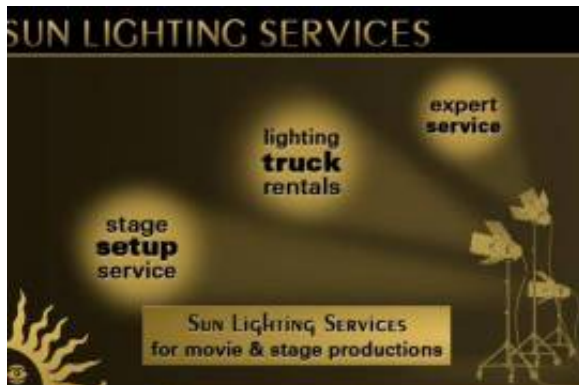 SUN LIGHTING SERVICES
expert
service
lighting
truck
rentals
stage
setup
service
Sun Lighting Services
for movie & stage productions